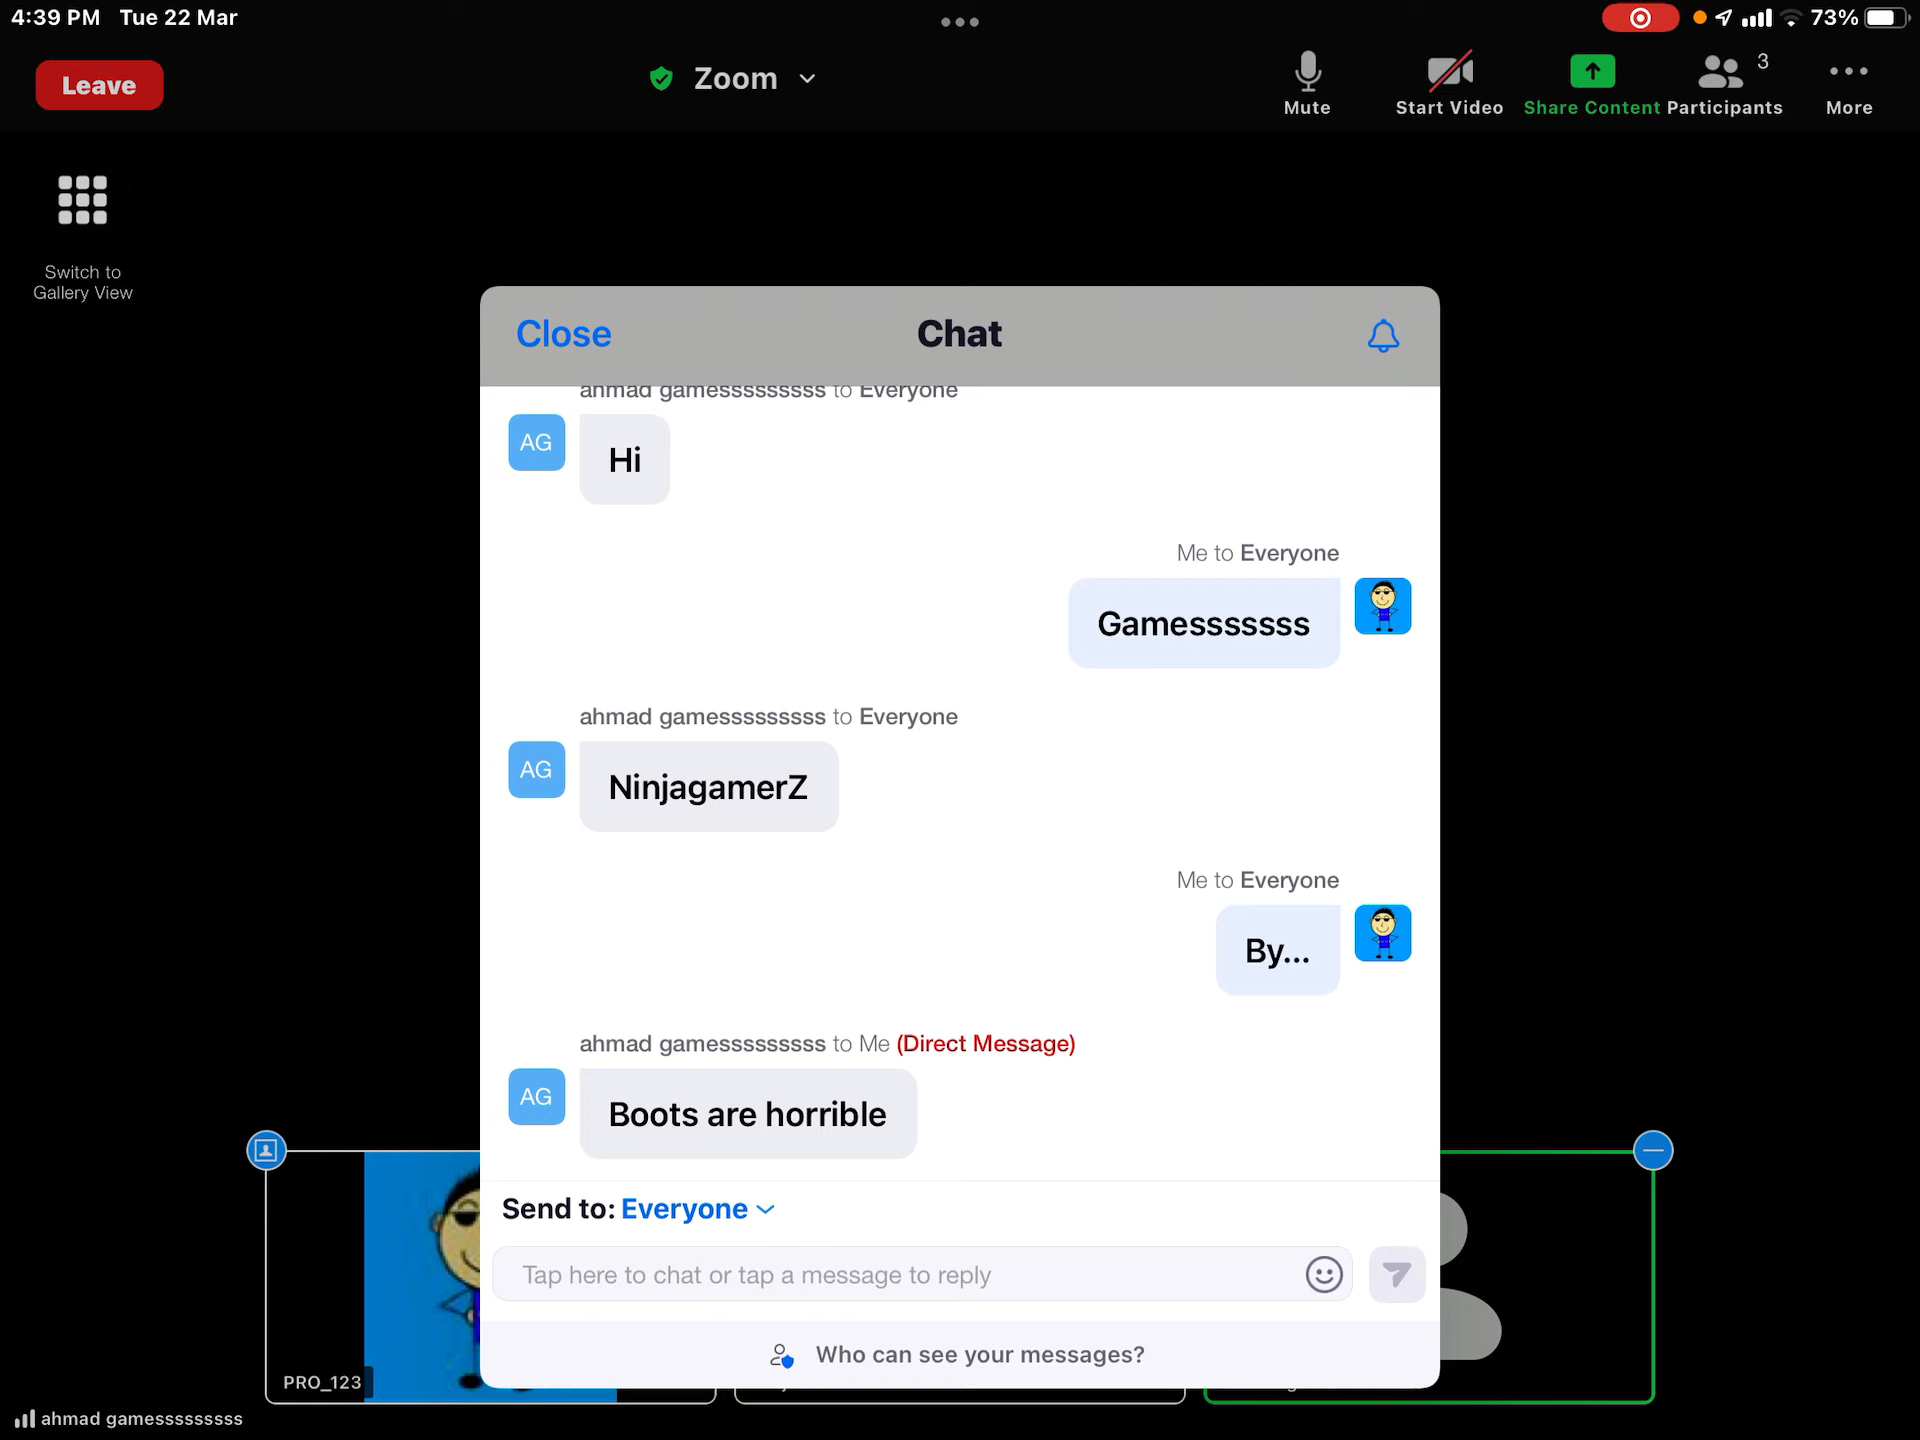 4:39 PM Tue 22 Mar
73%
Leave
Zoom
Mute
Start Video
Share Content
Participants
3
More
Switch to
Gallery View
Close
Chat
ahmad gamesssssssss to Everyone
AG
Hi
Me to Everyone
Gamesssssss
ahmad gamesssssssss to Everyone
AG
NinjagamerZ
Me to Everyone
By...
ahmad gamesssssssss to Me (Direct Message)
AG
Boots are horrible
Send to: Everyone
Tap here to chat or tap a message to reply
Who can see your messages?
PRO_123
ahmad gamesssssssss